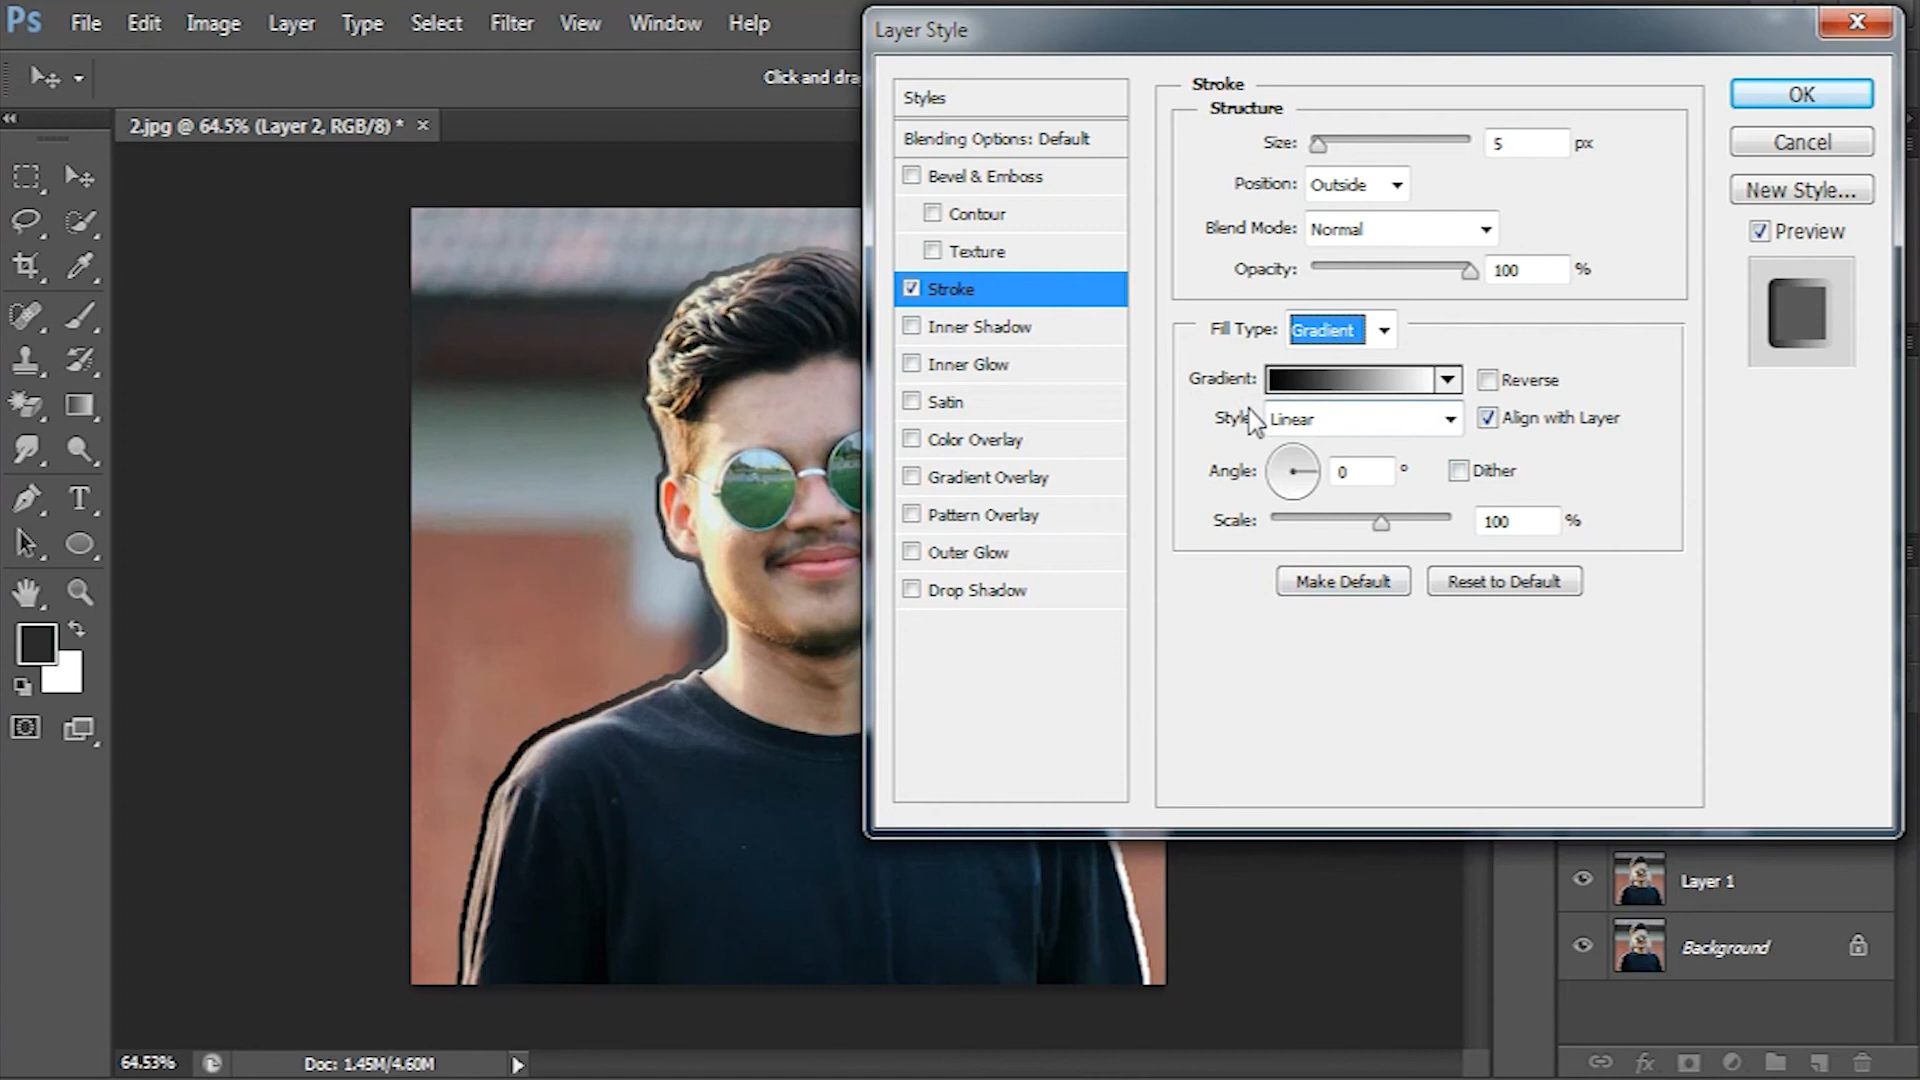 Ps File Edit Image Layer Type Select Filter View Window Help
Layer Style
Click and dra
2.jpg @ 64.5% (Layer 2, RGB/8) *
Styles
Blending Options: Default
Bevel & Emboss
Contour
Texture
Stroke
Inner Shadow
Inner Glow
Satin
Color Overlay
Gradient Overlay
Pattern Overlay
Outer Glow
Drop Shadow
Stroke
Structure
Size: 5 px
Position: Outside
Blend Mode: Normal
Opacity: 100 %
Fill Type: Gradient
Gradient: Reverse
Style: Linear Align with Layer
Angle: 0 ° Dither
Scale: 100 %
Make Default Reset to Default
OK
Cancel
New Style...
Preview
Layer 1
Background
64.53% Doc: 1.45M/4.60M
fx